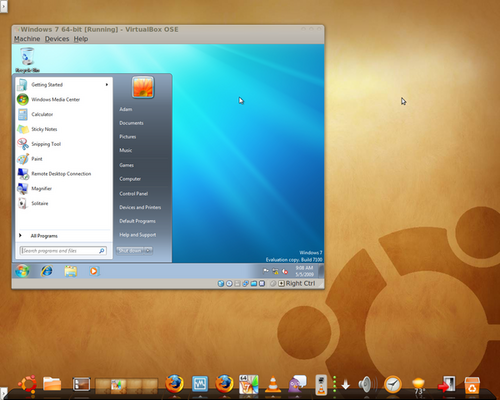 Windows 7 64-bit [Running] - VirtualBox OSE
Machine Devices Help
Recycle Bin
Getting Started
Windows Media Center
Calculator
Sticky Notes
Snipping Tool
Paint
Remote Desktop Connection
Magnifier
Solitaire
All Programs
Search programs and files
Adam
Documents
Pictures
Music
Games
Computer
Control Panel
Devices and Printers
Default Programs
Help and Support
Shut down
Windows 7
Evaluation copy. Build 7100
9:08 AM
5/5/2009
Right Ctrl
73°